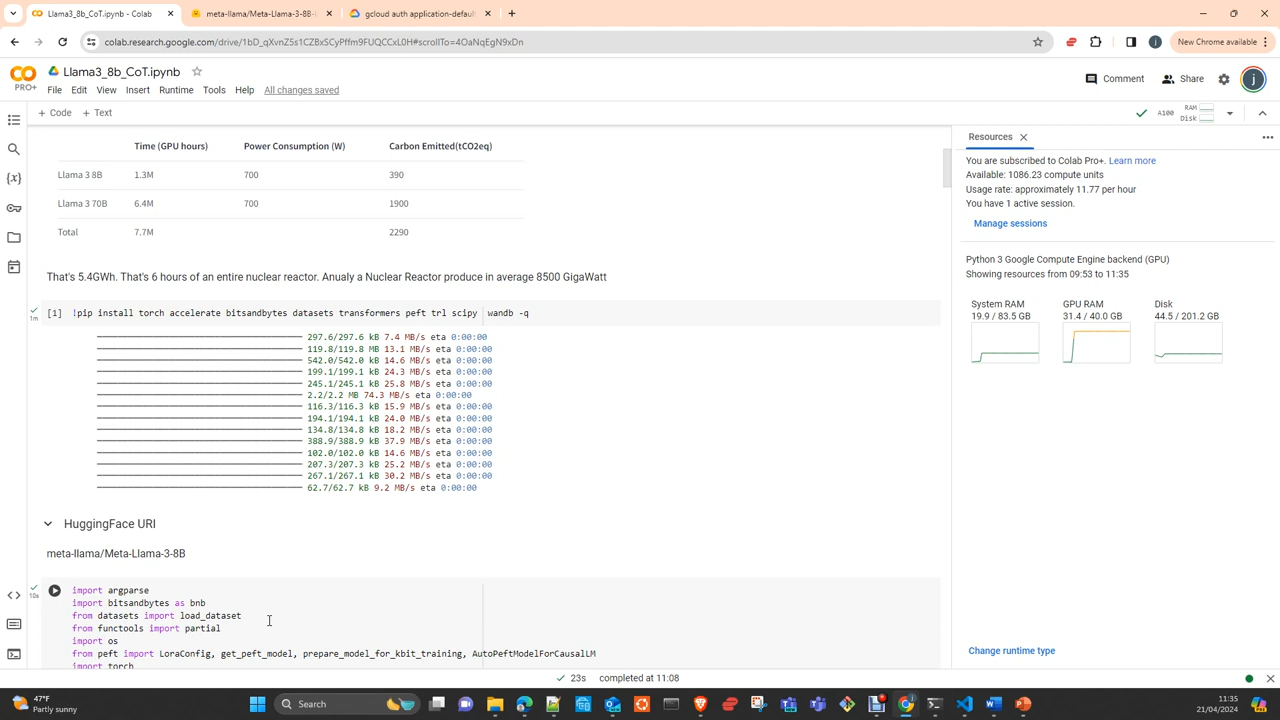 Llama3_8b_CoT.ipynb - Colab
meta-llama/Meta-Llama-3-8B-I
gcloud auth application-default
colab.research.google.com/drive/1bD_qXvnZ5s1CZBxSCyPffm9FUQCCxL0H#scrollTo=4OaNqEgN9xDn
New Chrome available
PRO+
Llama3_8b_CoT.ipynb
File Edit View Insert Runtime Tools Help All changes saved
Comment Share j
+ Code + Text
A100 RAM Disk
Time (GPU hours) Power Consumption (W) Carbon Emitted(tCO2eq)
Llama 3 8B 1.3M 700 390
Llama 3 70B 6.4M 700 1900
Total 7.7M 2290
That's 5.4GWh. That's 6 hours of an entire nuclear reactor. Anualy a Nuclear Reactor produce in average 8500 GigaWatt
1m
[1] !pip install torch accelerate bitsandbytes datasets transformers peft trl scipy wandb -q
297.6/297.6 kB 7.4 MB/s eta 0:00:00
119.8/119.8 MB 13.1 MB/s eta 0:00:00
542.0/542.0 kB 14.6 MB/s eta 0:00:00
199.1/199.1 kB 24.3 MB/s eta 0:00:00
245.1/245.1 kB 25.8 MB/s eta 0:00:00
2.2/2.2 MB 74.3 MB/s eta 0:00:00
116.3/116.3 kB 15.9 MB/s eta 0:00:00
194.1/194.1 kB 24.0 MB/s eta 0:00:00
134.8/134.8 kB 18.2 MB/s eta 0:00:00
388.9/388.9 kB 37.9 MB/s eta 0:00:00
102.0/102.0 kB 14.6 MB/s eta 0:00:00
207.3/207.3 kB 25.2 MB/s eta 0:00:00
267.1/267.1 kB 30.2 MB/s eta 0:00:00
62.7/62.7 kB 9.2 MB/s eta 0:00:00
HuggingFace URI
meta-llama/Meta-Llama-3-8B
10s
import argparse
import bitsandbytes as bnb
from datasets import load_dataset
from functools import partial
import os
from peft import LoraConfig, get_peft_model, prepare_model_for_kbit_training, AutoPeftModelForCausalLM
import torch
Resources
You are subscribed to Colab Pro+. Learn more
Available: 1086.23 compute units
Usage rate: approximately 11.77 per hour
You have 1 active session.
Manage sessions
Python 3 Google Compute Engine backend (GPU)
Showing resources from 09:53 to 11:35
System RAM GPU RAM Disk
19.9 / 83.5 GB 31.4 / 40.0 GB 44.5 / 201.2 GB
Change runtime type
23s completed at 11:08
47°F
Partly sunny
Search
11:35
21/04/2024